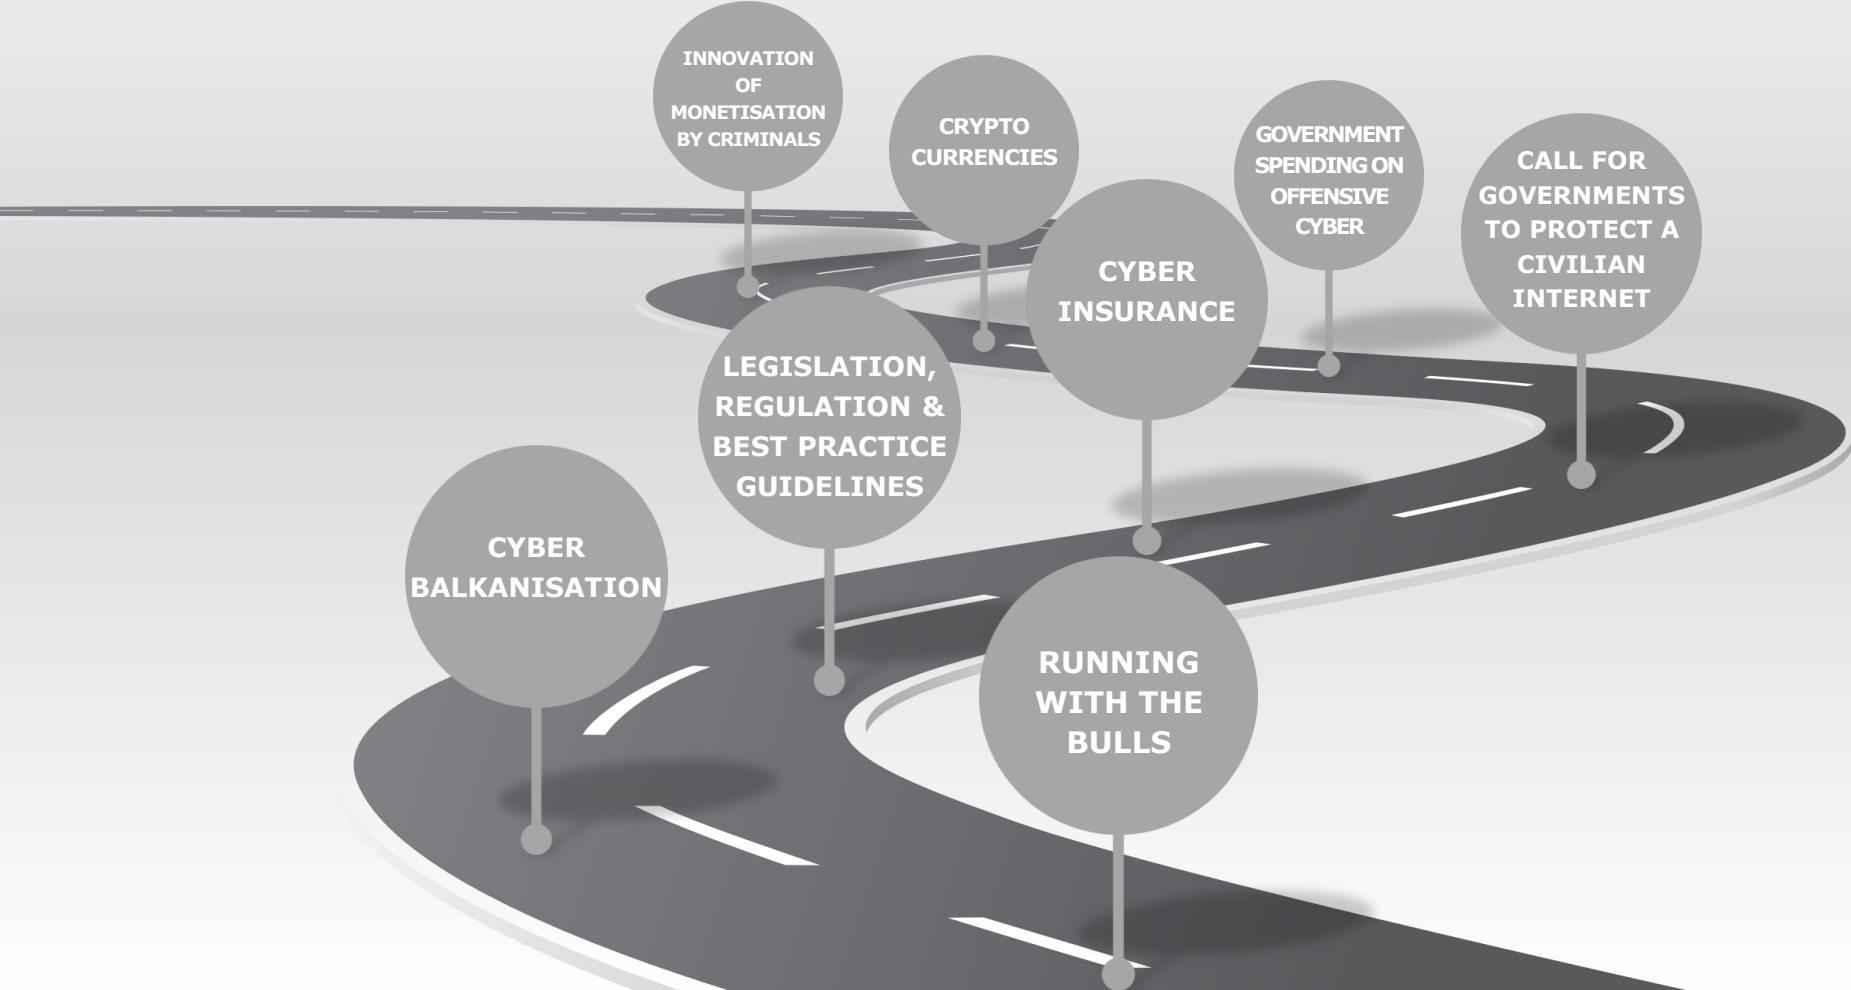 INNOVATION
OF
MONETISATION
BY CRIMINALS
CRYPTO
CURRENCIES
GOVERNMENT
SPENDING ON
OFFENSIVE
CYBER
CALL FOR
GOVERNMENTS
TO PROTECT A
CIVILIAN
INTERNET
CYBER
INSURANCE
LEGISLATION,
REGULATION &
BEST PRACTICE
GUIDELINES
CYBER
BALKANISATION
RUNNING
WITH THE
BULLS